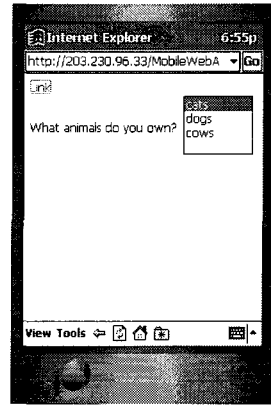 Internet Explorer 6:55p
http://203.230.96.33/MobileWebA Go
Link
cats
What animals do you own? dogs
cows
View Tools